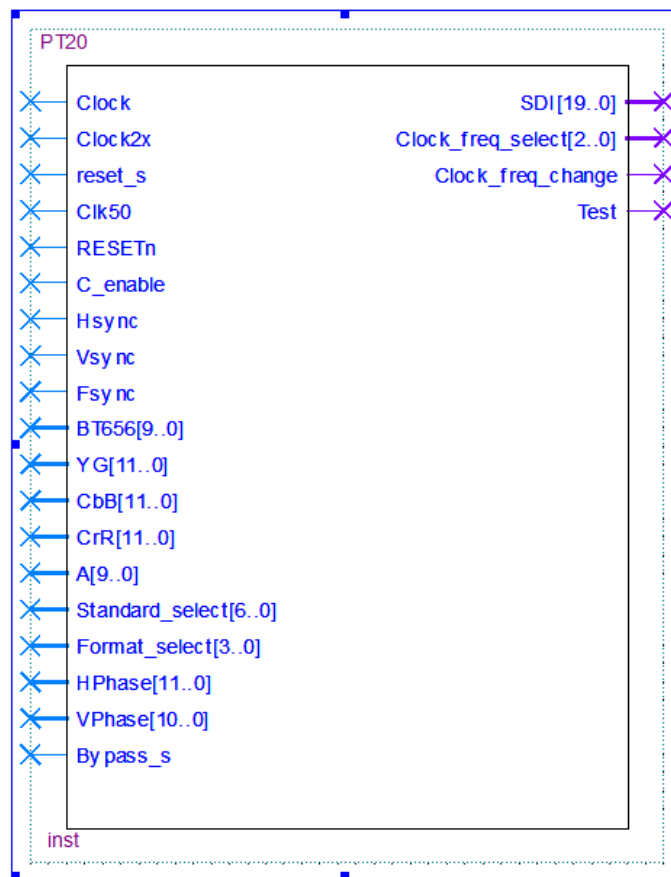 PT20
Clock
SDI[19..0]
Clock2x
Clock_freq_select[2..0]
reset_s
Clock_freq_change
Clk50
Test
RESETn
C_enable
Hsync
Vsync
Fsync
BT656[9..0]
YG[11..0]
CbB[11..0]
CrR[11..0]
A[9..0]
Standard_select[6..0]
Format_select[3..0]
HPhase[11..0]
VPhase[10..0]
Bypass_s
inst